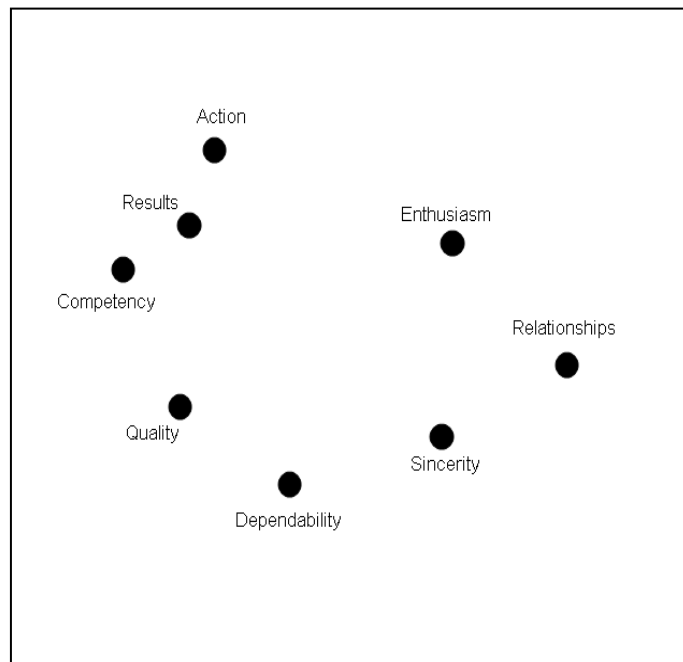 Action
Results
Enthusiasm
Competency
Relationships
Quality
Sincerity
Dependability